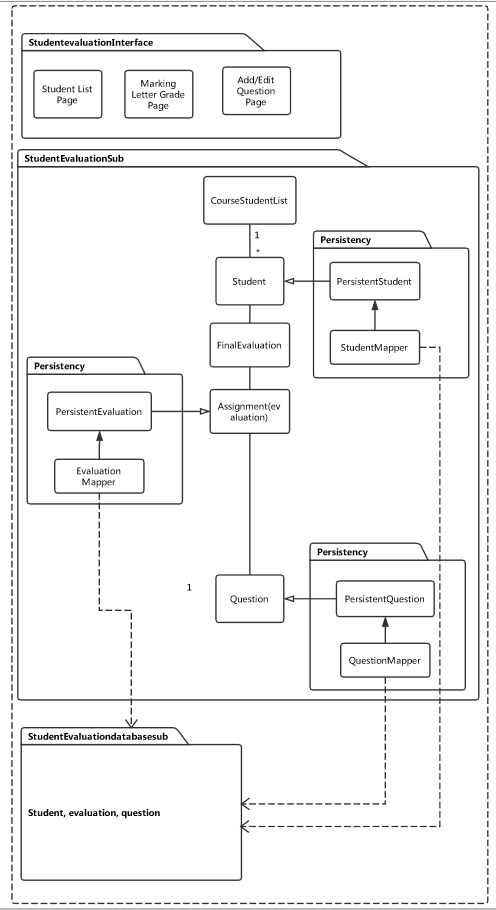 StudentevaluationInterface
Student List
Page
Marking
Letter Grade
Page
Add/Edit
Question
Page
StudentEvaluationSub
CourseStudentList
1
*
Persistency
Student
PersistentStudent
FinalEvaluation
StudentMapper
Persistency
PersistentEvaluation
Assignment(ev
aluation)
Evaluation
Mapper
Persistency
1
Question
PersistentQuestion
QuestionMapper
StudentEvaluationdatabasesub
Student, evaluation, question